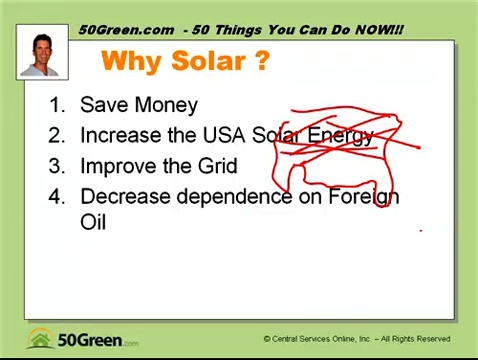 50Green.com - 50 Things You Can Do NOW!!!
Why Solar ?
1. Save Money
2. Increase the USA Solar Energy
3. Improve the Grid
4. Decrease dependence on Foreign
Oil
50Green.com
© Central Services Online, Inc. – All Rights Reserved